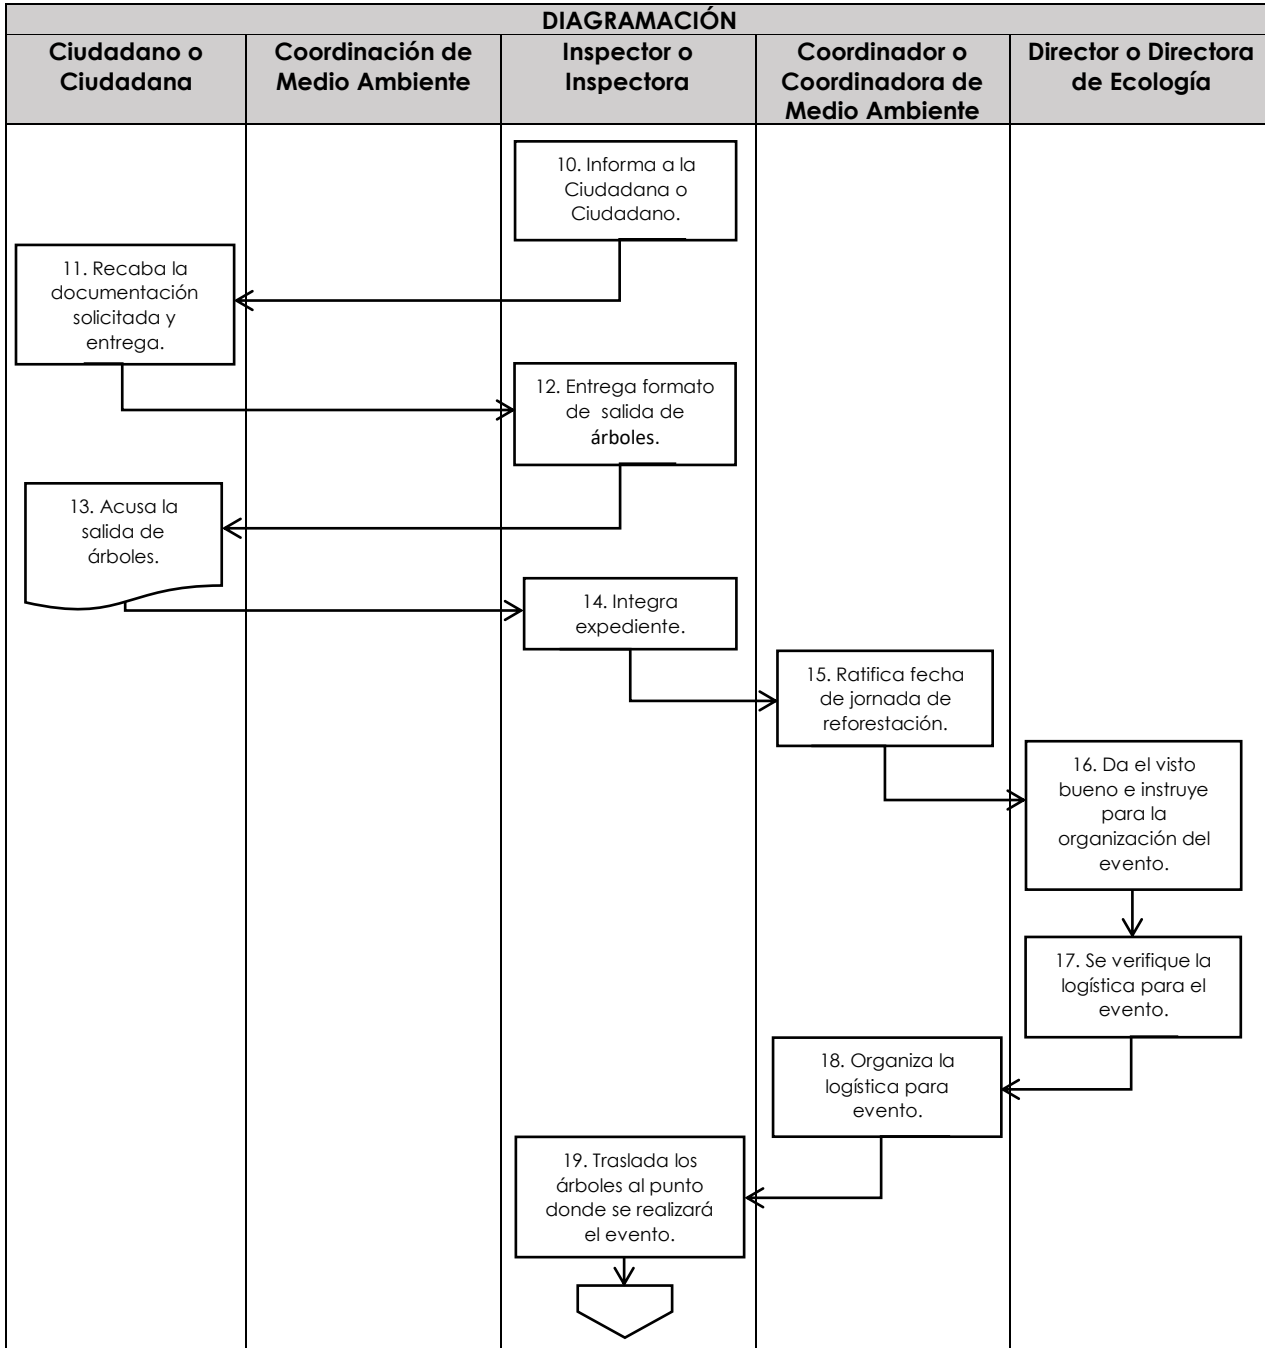 DIAGRAMACIÓN
Ciudadano o
Ciudadana
Coordinación de
Medio Ambiente
Inspector o
Inspectora
Coordinador o
Coordinadora de
Medio Ambiente
Director o Directora
de Ecología
10. Informa a la
Ciudadana o
Ciudadano.
11. Recaba la
documentación
solicitada y
entrega.
12. Entrega formato
de salida de
árboles.
13. Acusa la
salida de
árboles.
14. Integra
expediente.
15. Ratifica fecha
de jornada de
reforestación.
16. Da el visto
bueno e instruye
para la
organización del
evento.
17. Se verifique la
logística para el
evento.
18. Organiza la
logística para
evento.
19. Traslada los
árboles al punto
donde se realizará
el evento.